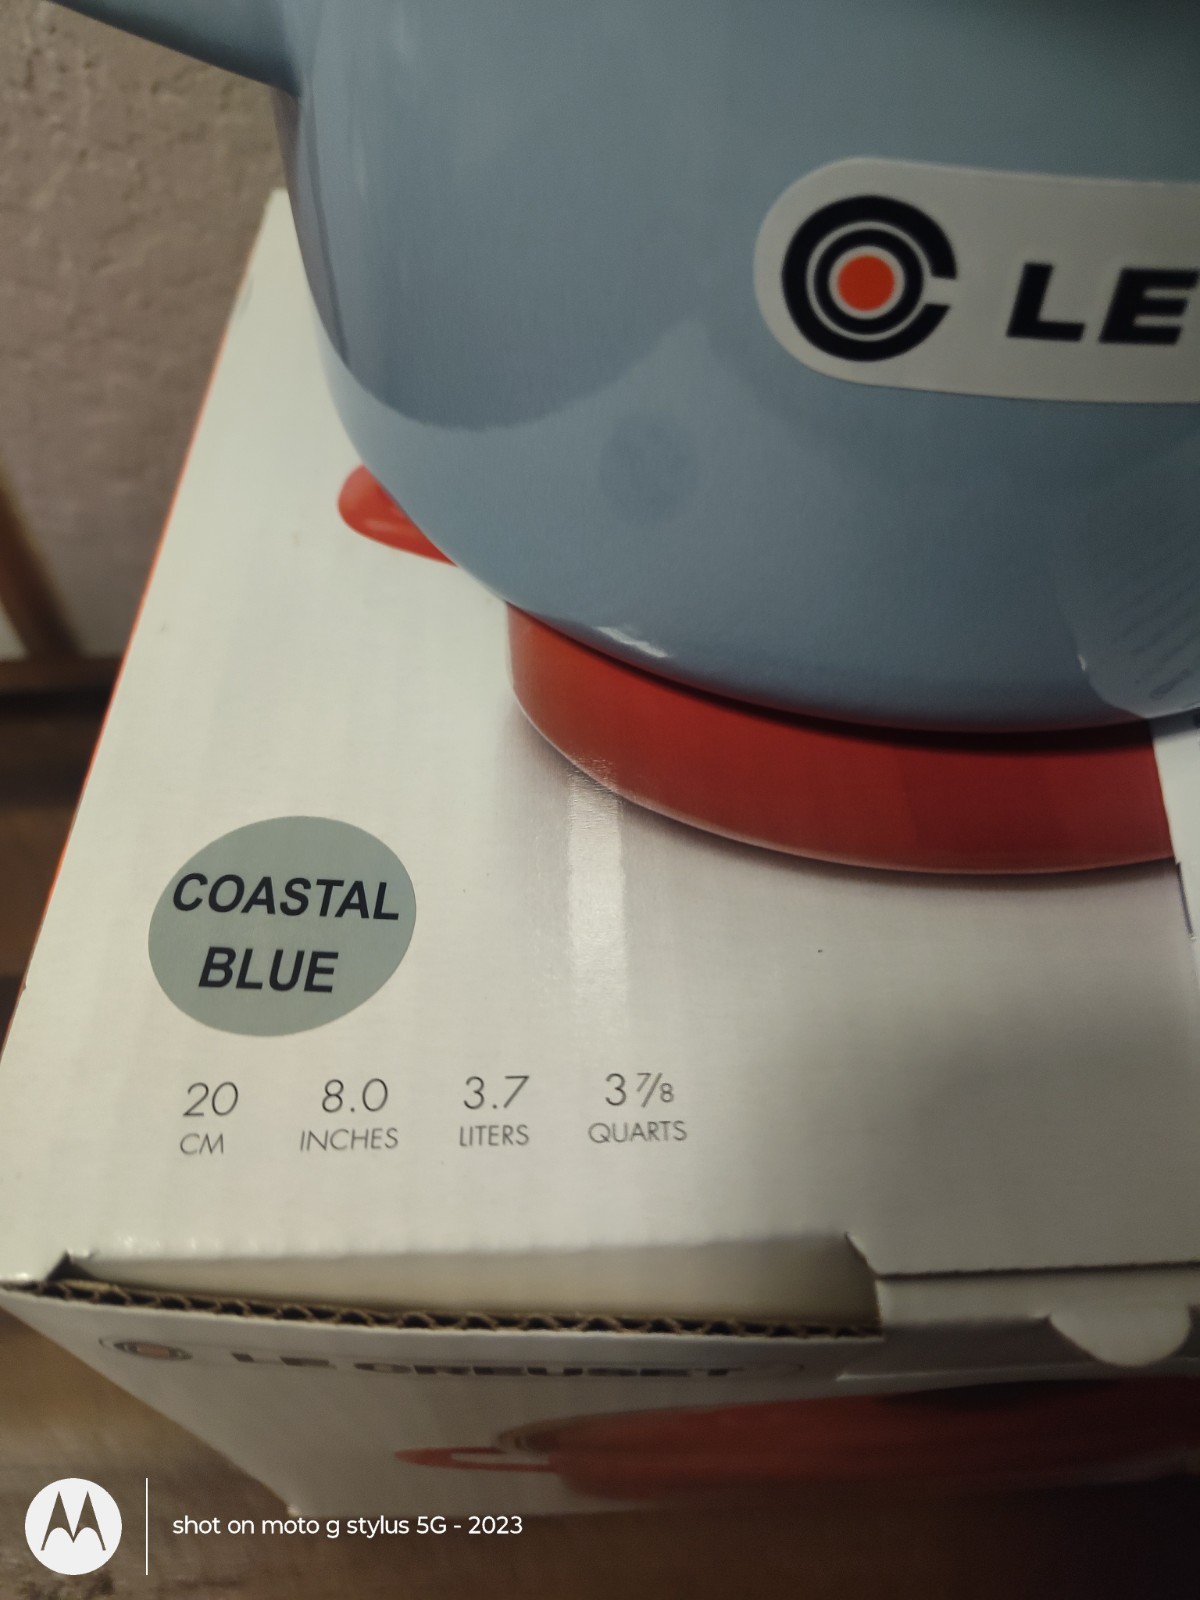 LE
COASTAL
BLUE
20 8.0 3.7 3 7/8
CM INCHES LITERS QUARTS
LE CREUSET
shot on moto g stylus 5G - 2023